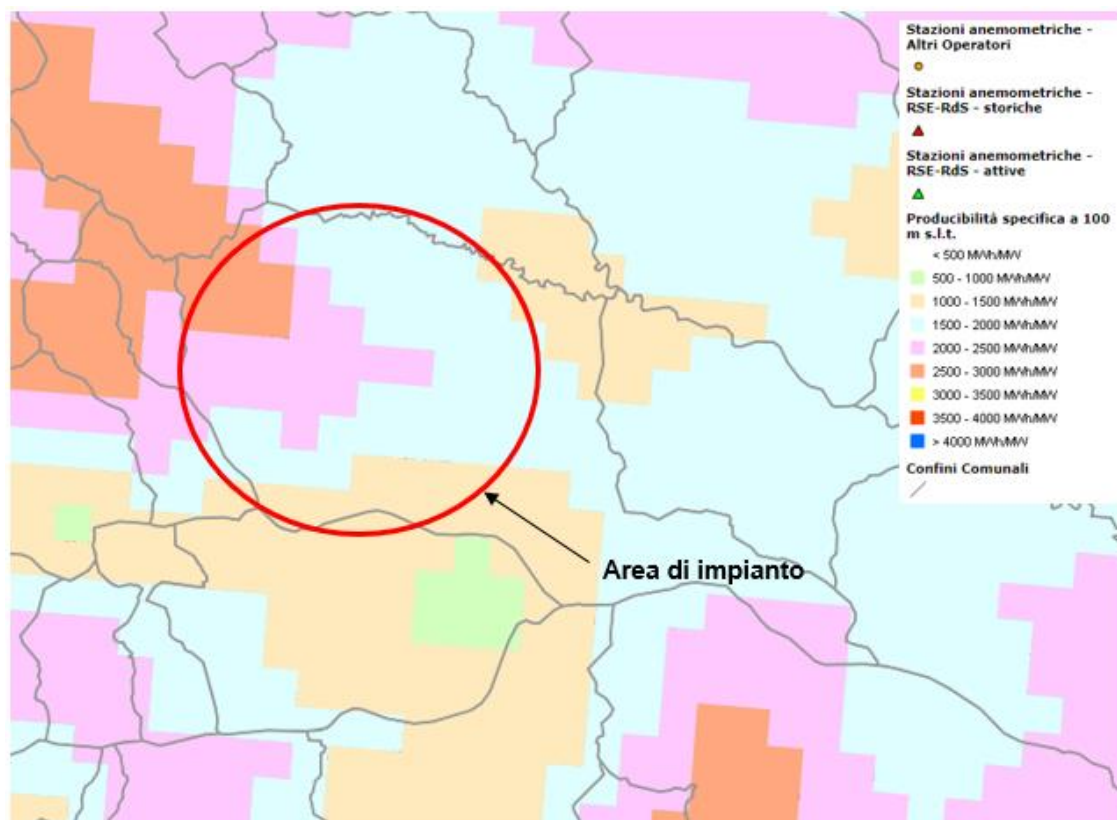 Stazioni anemometriche -
Altri Operatori
Stazioni anemometriche -
RSE-RdS - storiche
Stazioni anemometriche -
RSE-RdS - attive
Producibilità specifica a 100
m s.l.t.
< 500 MWh/MW
500 - 1000 MWh/MW
1000 - 1500 MWh/MW
1500 - 2000 MWh/MW
2000 - 2500 MWh/MW
2500 - 3000 MWh/MW
3000 - 3500 MWh/MW
3500 - 4000 MWh/MW
> 4000 MWh/MW
Confini Comunali
Area di impianto